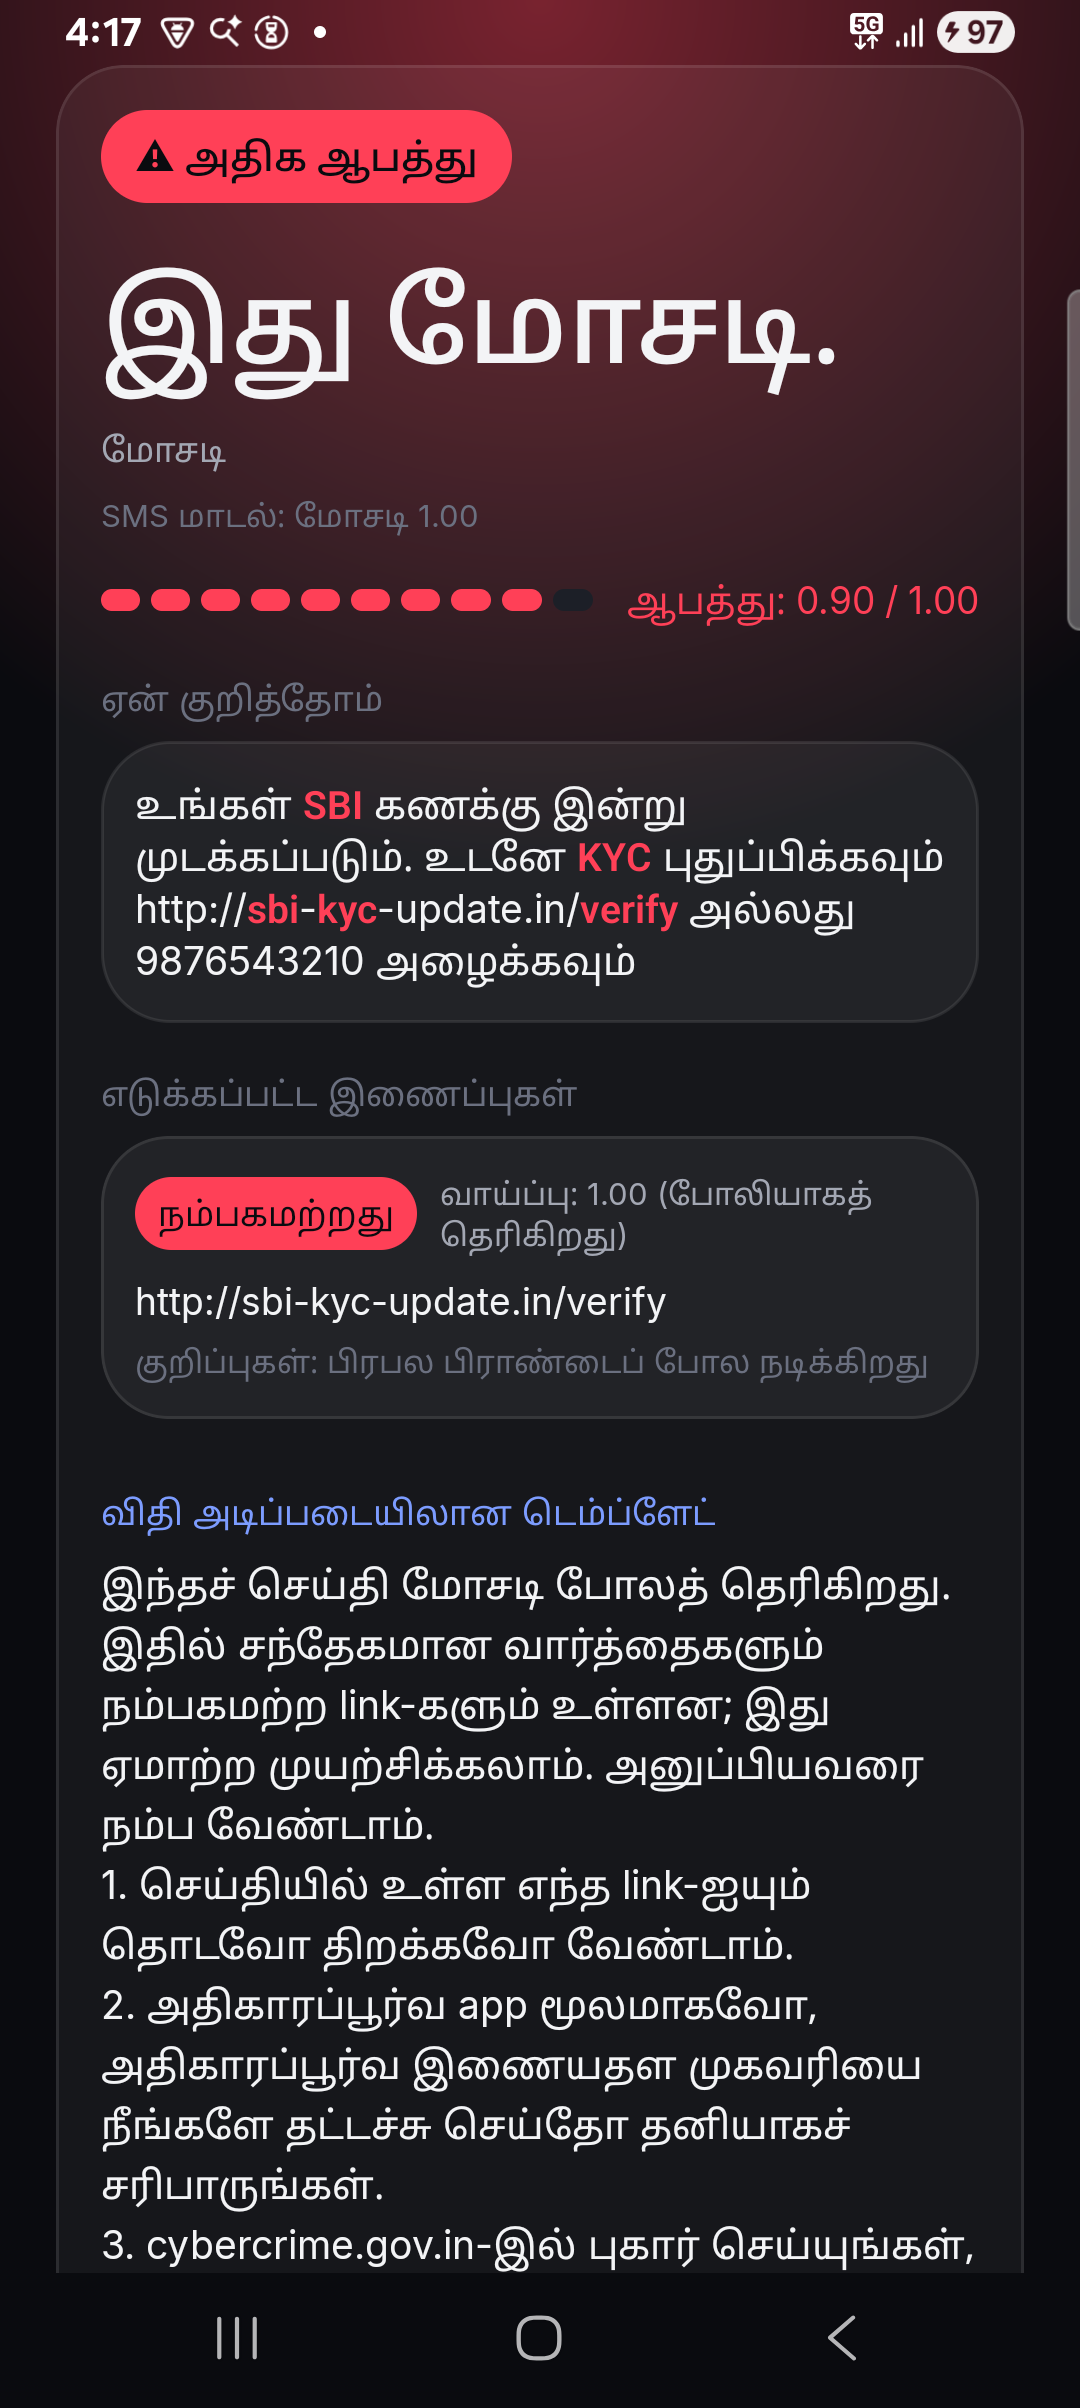 4:17
5G
97
அதிக ஆபத்து
இது மோசடி.
மோசடி
SMS மாடல்: மோசடி 1.00
ஆபத்து: 0.90 / 1.00
ஏன் குறித்தோம்
உங்கள் SBI கணக்கு இன்று
முடக்கப்படும். உடனே KYC புதுப்பிக்கவும்
http://sbi-kyc-update.in/verify அல்லது
9876543210 அழைக்கவும்
எடுக்கப்பட்ட இணைப்புகள்
நம்பகமற்றது
வாய்ப்பு: 1.00 (போலியாகத்
தெரிகிறது)
http://sbi-kyc-update.in/verify
குறிப்புகள்: பிரபல பிராண்டைப் போல நடிக்கிறது
விதி அடிப்படையிலான டெம்ப்ளேட்
இந்தச் செய்தி மோசடி போலத் தெரிகிறது.
இதில் சந்தேகமான வார்த்தைகளும்
நம்பகமற்ற link-களும் உள்ளன; இது
ஏமாற்ற முயற்சிக்கலாம். அனுப்பியவரை
நம்ப வேண்டாம்.
1. செய்தியில் உள்ள எந்த link-ஐயும்
தொடவோ திறக்கவோ வேண்டாம்.
2. அதிகாரப்பூர்வ app மூலமாகவோ,
அதிகாரப்பூர்வ இணையதள முகவரியை
நீங்களே தட்டச்சு செய்தோ தனியாகச்
சரிபாருங்கள்.
3. cybercrime.gov.in-இல் புகார் செய்யுங்கள்,